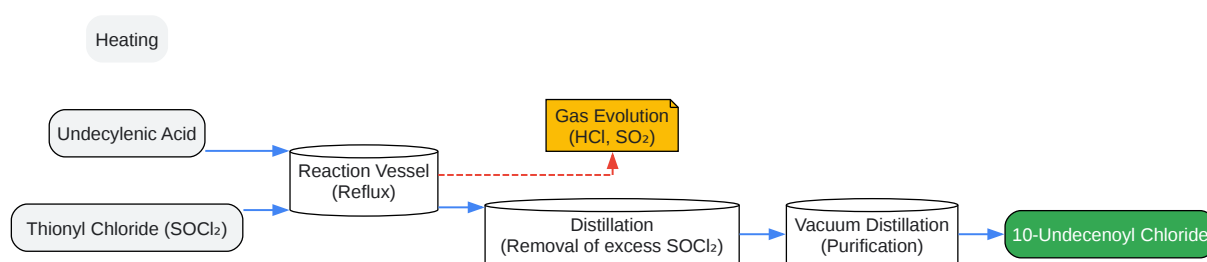 Heating
Undecylenic Acid
Thionyl Chloride (SOCl₂)
Reaction Vessel
(Reflux)
Gas Evolution
(HCl, SO₂)
Distillation
(Removal of excess SOCl₂)
Vacuum Distillation
(Purification)
10-Undecenoyl Chloride